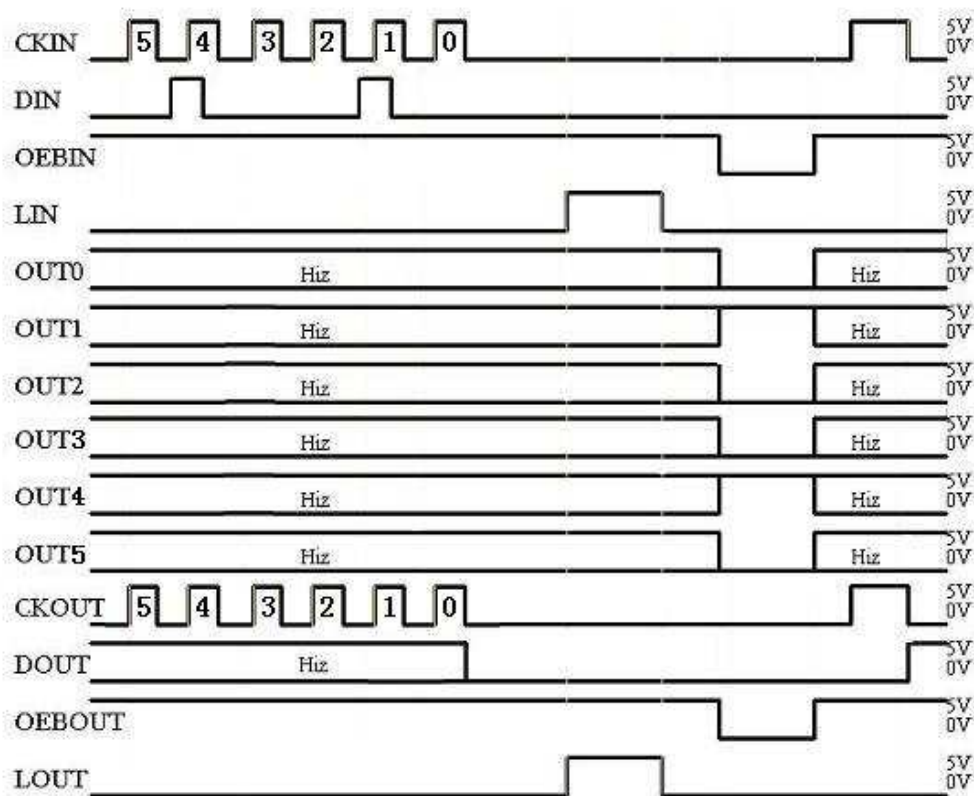 CKIN 5 4 3 2 1 0 5V 0V
DIN 5V 0V
OEBIN 5V 0V
LIN 5V 0V
OUT0 Hiz Hiz 5V 0V
OUT1 Hiz Hiz 5V 0V
OUT2 Hiz Hiz 5V 0V
OUT3 Hiz Hiz 5V 0V
OUT4 Hiz Hiz 5V 0V
OUT5 Hiz Hiz 5V 0V
CKOUT 5 4 3 2 1 0 5V 0V
DOUT Hiz 5V 0V
OEBOUT 5V 0V
LOUT 5V 0V